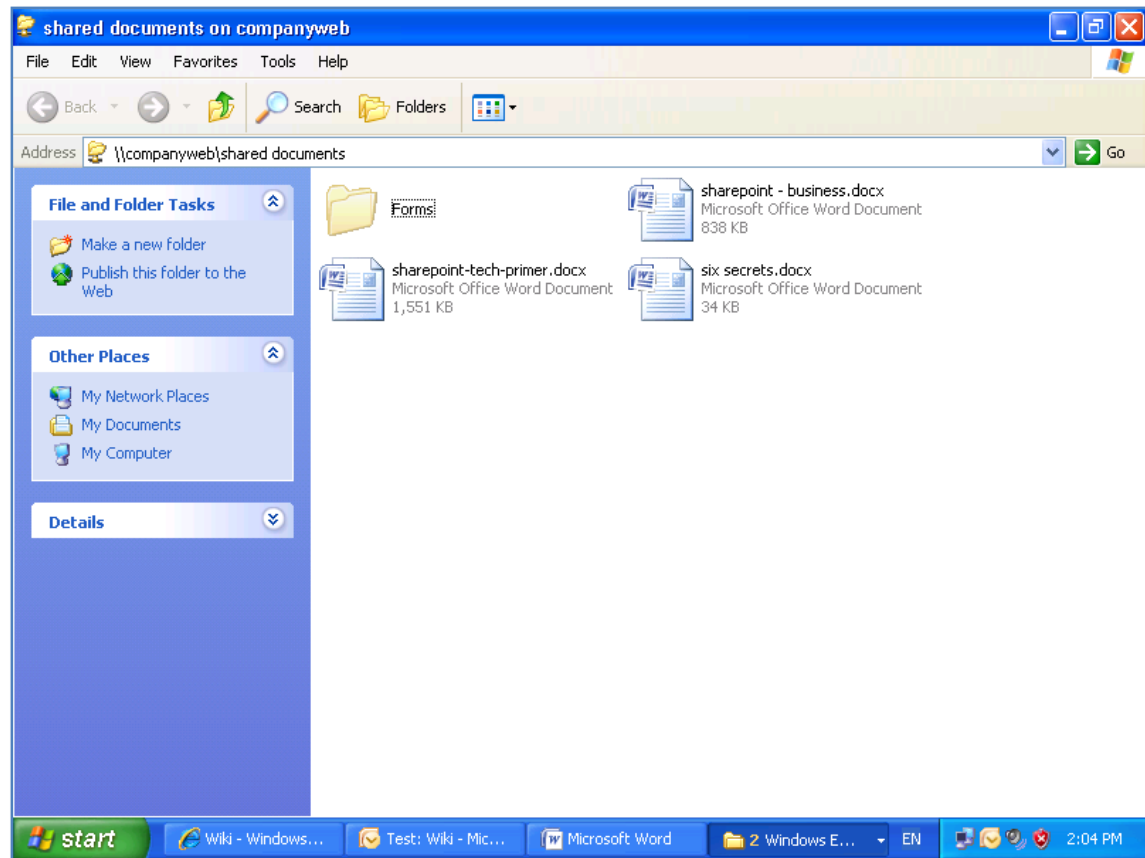 shared documents on companyweb
File Edit View Favorites Tools Help
Back Search Folders
Address \\companyweb\shared documents Go
File and Folder Tasks
Make a new folder
Publish this folder to the
Web
Other Places
My Network Places
My Documents
My Computer
Details
Forms
sharepoint - business.docx
Microsoft Office Word Document
838 KB
sharepoint-tech-primer.docx
Microsoft Office Word Document
1,551 KB
six secrets.docx
Microsoft Office Word Document
34 KB
start Wiki - Windows... Test: Wiki - Mic... Microsoft Word 2 Windows E... EN 2:04 PM